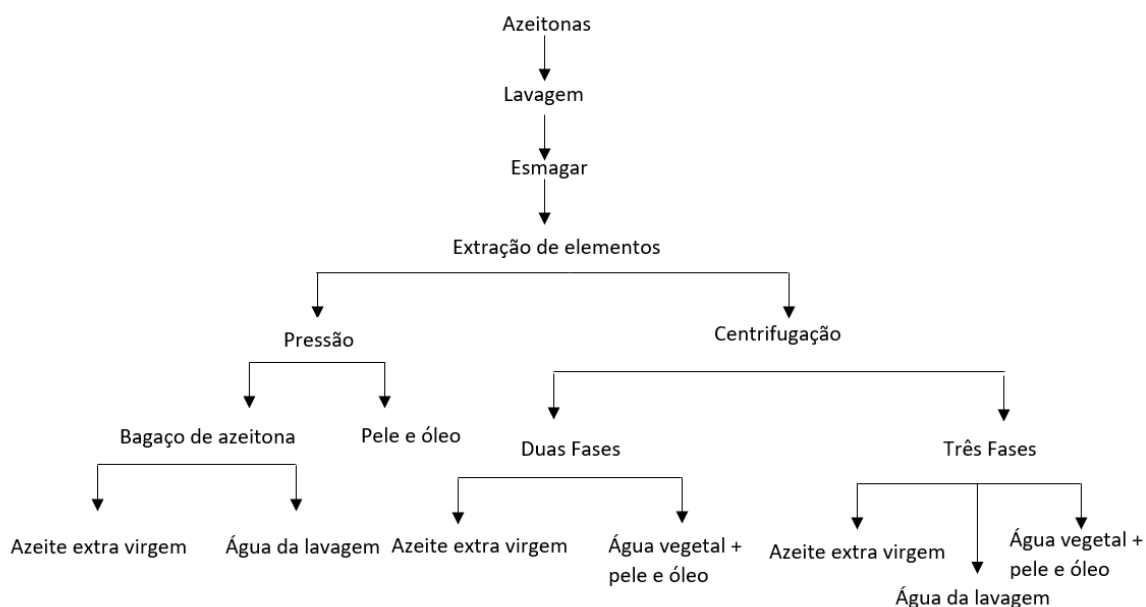 Azeitonas
Lavagem
Esmagar
Extração de elementos
Pressão
Centrifugação
Bagaço de azeitona
Pele e óleo
Duas Fases
Três Fases
Azeite extra virgem
Água da lavagem
Azeite extra virgem
Água vegetal +
pele e óleo
Azeite extra virgem
Água da lavagem
Água vegetal +
pele e óleo